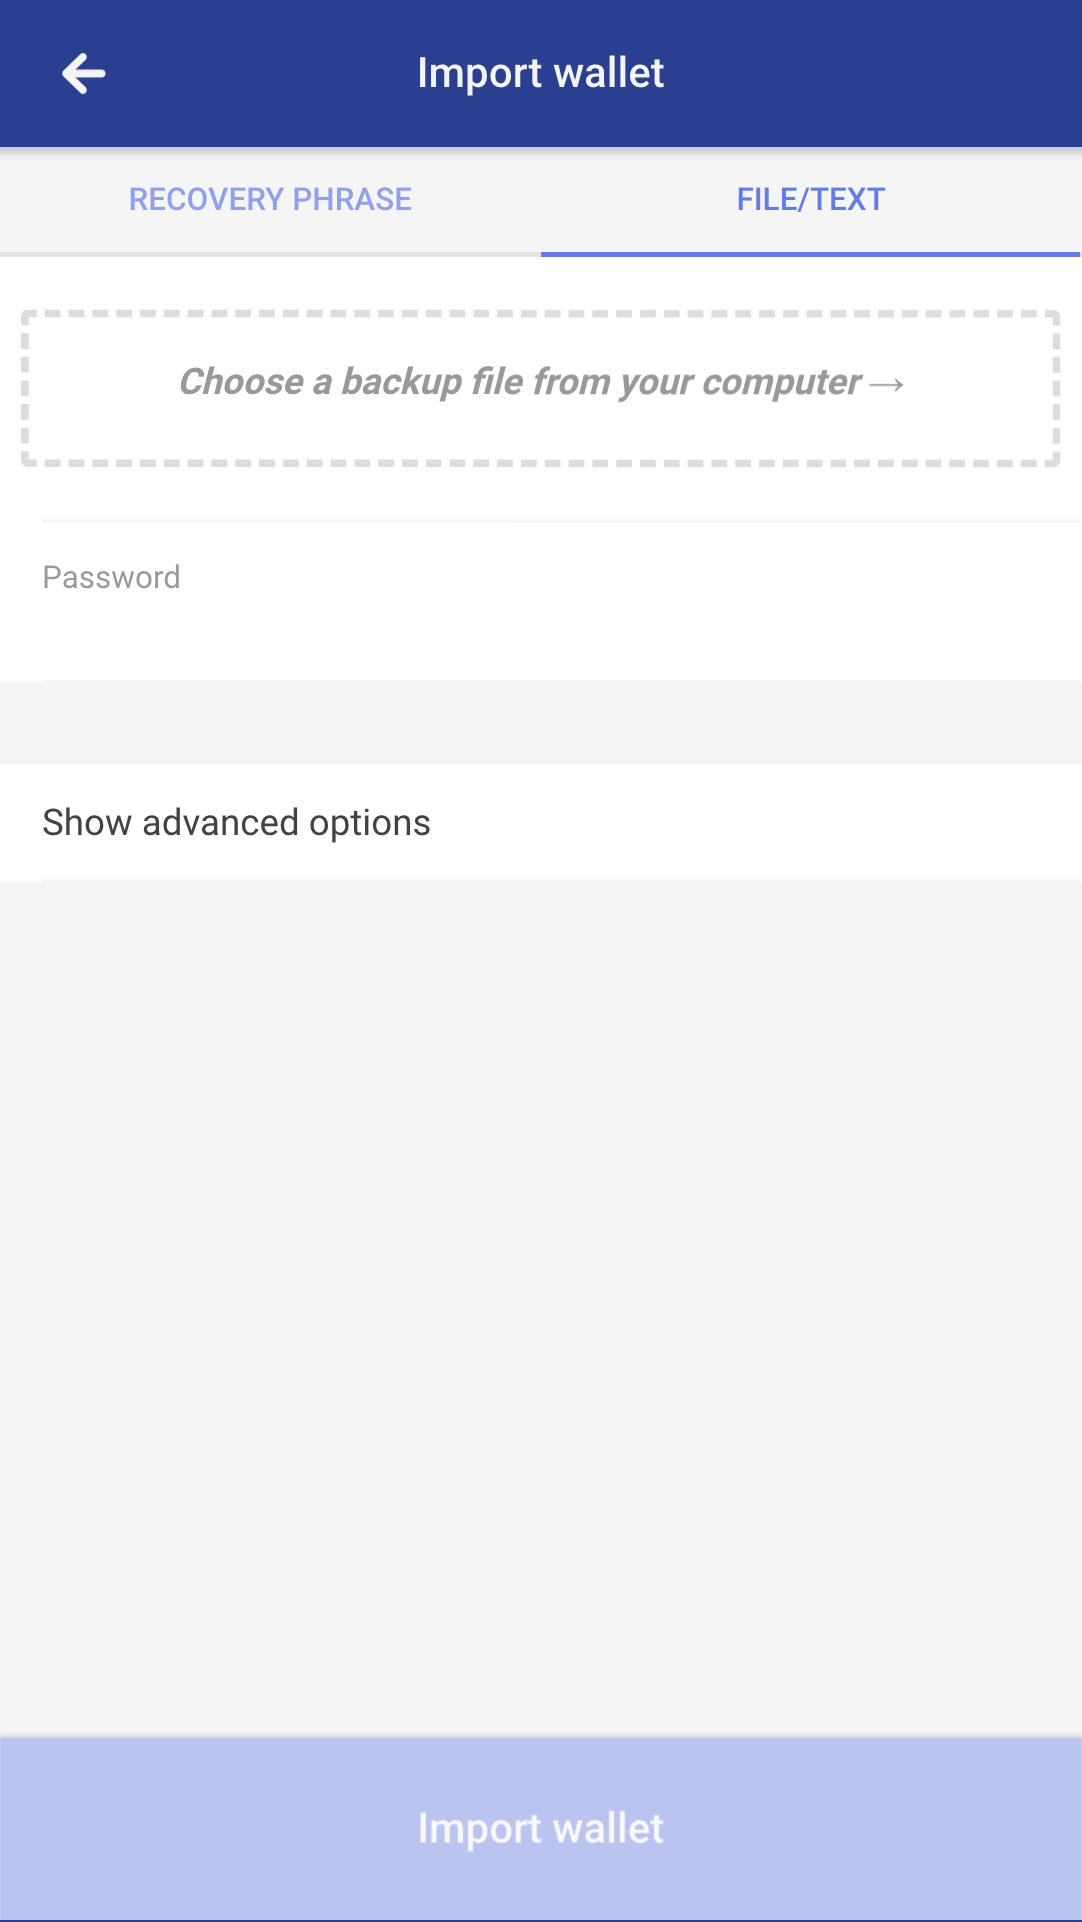 Import wallet
RECOVERY PHRASE
FILE/TEXT
Choose a backup file from your computer →
Password
Show advanced options
Import wallet